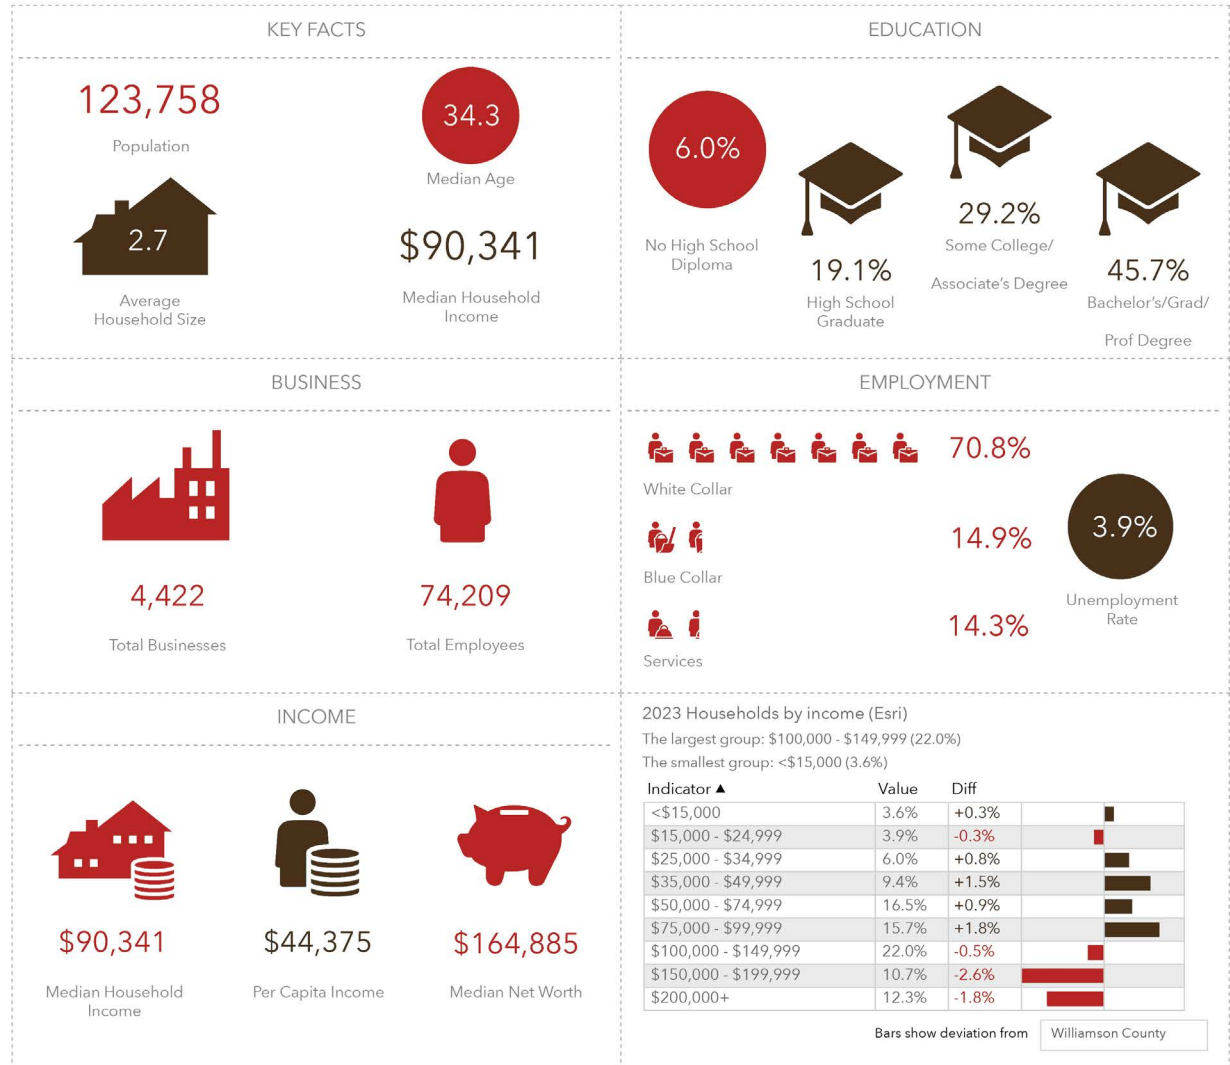 KEY FACTS
123,758
Population
34.3
Median Age
2.7
Average
Household Size
$90,341
Median Household
Income
EDUCATION
6.0%
No High School
Diploma
19.1%
High School
Graduate
29.2%
Some College/
Associate's Degree
45.7%
Bachelor's/Grad/
Prof Degree
BUSINESS
4,422
Total Businesses
74,209
Total Employees
EMPLOYMENT
70.8%
White Collar
14.9%
Blue Collar
14.3%
Services
3.9%
Unemployment
Rate
INCOME
$90,341
Median Household
Income
$44,375
Per Capita Income
$164,885
Median Net Worth
2023 Households by income (Esri)
The largest group: $100,000 - $149,999 (22.0%)
The smallest group: <$15,000 (3.6%)
Indicator ▲ Value Diff
<$15,000 3.6% +0.3%
$15,000 - $24,999 3.9% -0.3%
$25,000 - $34,999 6.0% +0.8%
$35,000 - $49,999 9.4% +1.5%
$50,000 - $74,999 16.5% +0.9%
$75,000 - $99,999 15.7% +1.8%
$100,000 - $149,999 22.0% -0.5%
$150,000 - $199,999 10.7% -2.6%
$200,000+ 12.3% -1.8%
Bars show deviation from Williamson County